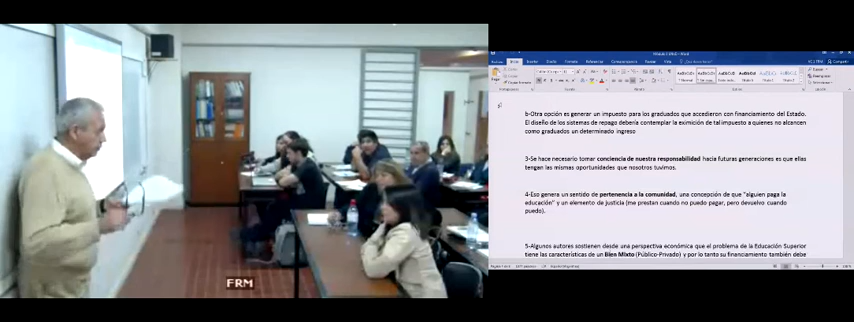 FRM
b-Otra opción es generar un impuesto para los graduados que accedieron con financiamiento del Estado.
El diseño de los sistemas de repago debería contemplar la eximición de tal impuesto a quienes no alcancen
como graduados un determinado ingreso
3-Se hace necesario tomar conciencia de nuestra responsabilidad hacia futuras generaciones es que ellas
tengan las mismas oportunidades que nosotros tuvimos.
4-Eso genera un sentido de pertenencia a la comunidad, una concepción de que "alguien paga la
educación" y un elemento de justicia (me prestan cuando no puedo pagar, pero devuelvo cuando
puedo).
5-Algunos autores sostienen desde una perspectiva económica que el problema de la Educación Superior
tiene las características de un Bien Mixto (Público-Privado) y por lo tanto su financiamiento también debe